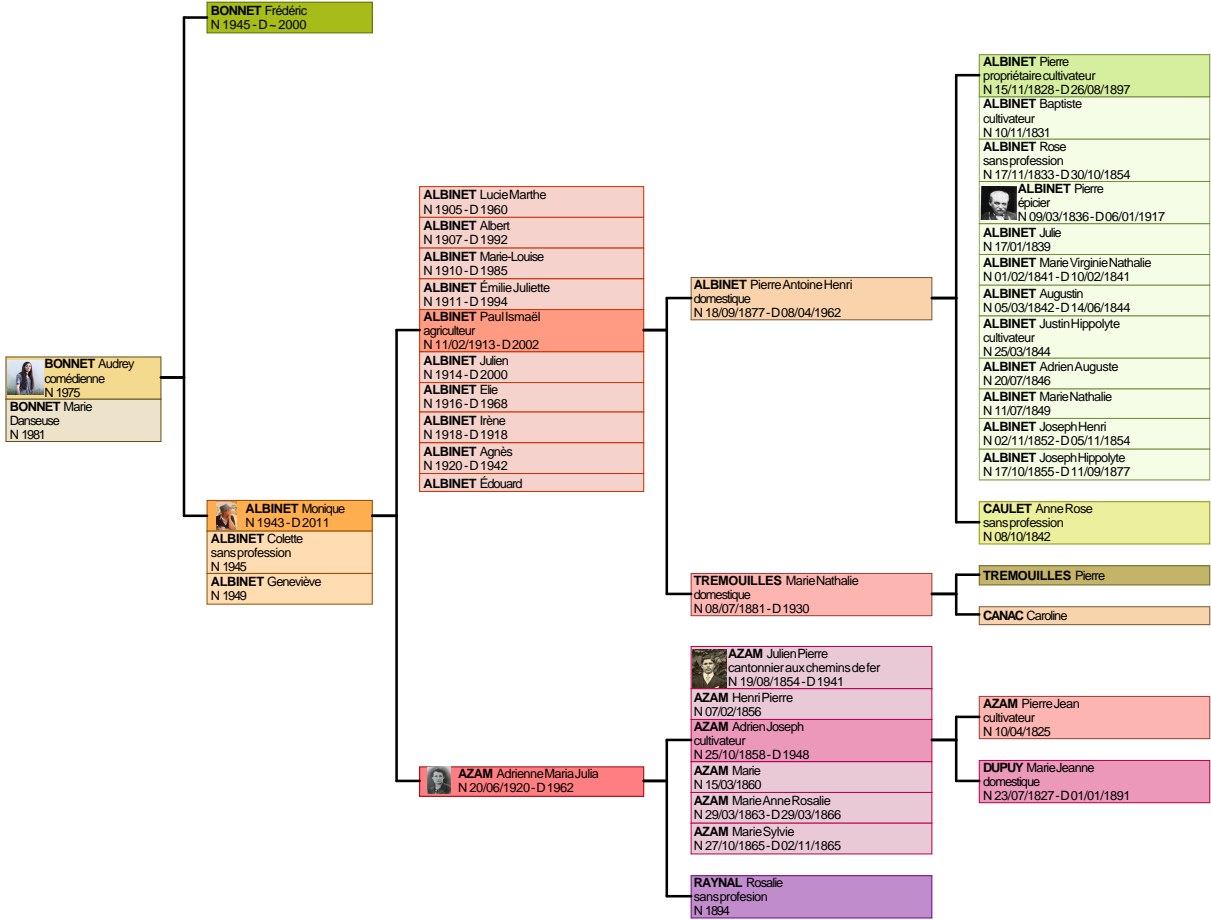 BONNET Frédéric
N 1945 - D ~ 2000
BONNET Audrey
comédienne
N 1975
BONNET Marie
Danseuse
N 1981
ALBINET Monique
N 1943 - D 2011
ALBINET Colette
sans profession
N 1945
ALBINET Geneviève
N 1949
ALBINET Lucie Marthe
N 1905 - D 1960
ALBINET Albert
N 1907 - D 1992
ALBINET Marie-Louise
N 1910 - D 1985
ALBINET Émilie Juliette
N 1911 - D 1994
ALBINET Paul Ismaël
agriculteur
N 11/02/1913 - D 2002
ALBINET Julien
N 1914 - D 2000
ALBINET Elie
N 1916 - D 1968
ALBINET Irène
N 1918 - D 1918
ALBINET Agnès
N 1920 - D 1942
ALBINET Édouard
AZAM Adrienne Maria Julia
N 20/06/1920 - D 1962
ALBINET Pierre Antoine Henri
domestique
N 18/09/1877 - D 08/04/1962
TREMOUILLES Marie Nathalie
domestique
N 08/07/1881 - D 1930
AZAM Julien Pierre
cantonnier aux chemins de fer
N 19/08/1854 - D 1941
AZAM Henri Pierre
N 07/02/1856
AZAM Adrien Joseph
cultivateur
N 25/10/1858 - D 1948
AZAM Marie
N 15/03/1860
AZAM Marie Anne Rosalie
N 29/03/1863 - D 29/03/1866
AZAM Marie Sylvie
N 27/10/1865 - D 02/11/1865
RAYNAL Rosalie
sans profesion
N 1894
ALBINET Pierre
propriétaire cultivateur
N 15/11/1828 - D 26/08/1897
ALBINET Baptiste
cultivateur
N 10/11/1831
ALBINET Rose
sans profession
N 17/11/1833 - D 30/10/1854
ALBINET Pierre
épicier
N 09/03/1836 - D 06/01/1917
ALBINET Julie
N 17/01/1839
ALBINET Marie Virginie Nathalie
N 01/02/1841 - D 10/02/1841
ALBINET Augustin
N 05/03/1842 - D 14/06/1844
ALBINET Justin Hippolyte
cultivateur
N 25/03/1844
ALBINET Adrien Auguste
N 20/07/1846
ALBINET Marie Nathalie
N 11/07/1849
ALBINET Joseph Henri
N 02/11/1852 - D 05/11/1854
ALBINET Joseph Hippolyte
N 17/10/1855 - D 11/09/1877
CAULET Anne Rose
sans profession
N 08/10/1842
TREMOUILLES Pierre
CANAC Caroline
AZAM Pierre Jean
cultivateur
N 10/04/1825
DUPUY Marie Jeanne
domestique
N 23/07/1827 - D 01/01/1891